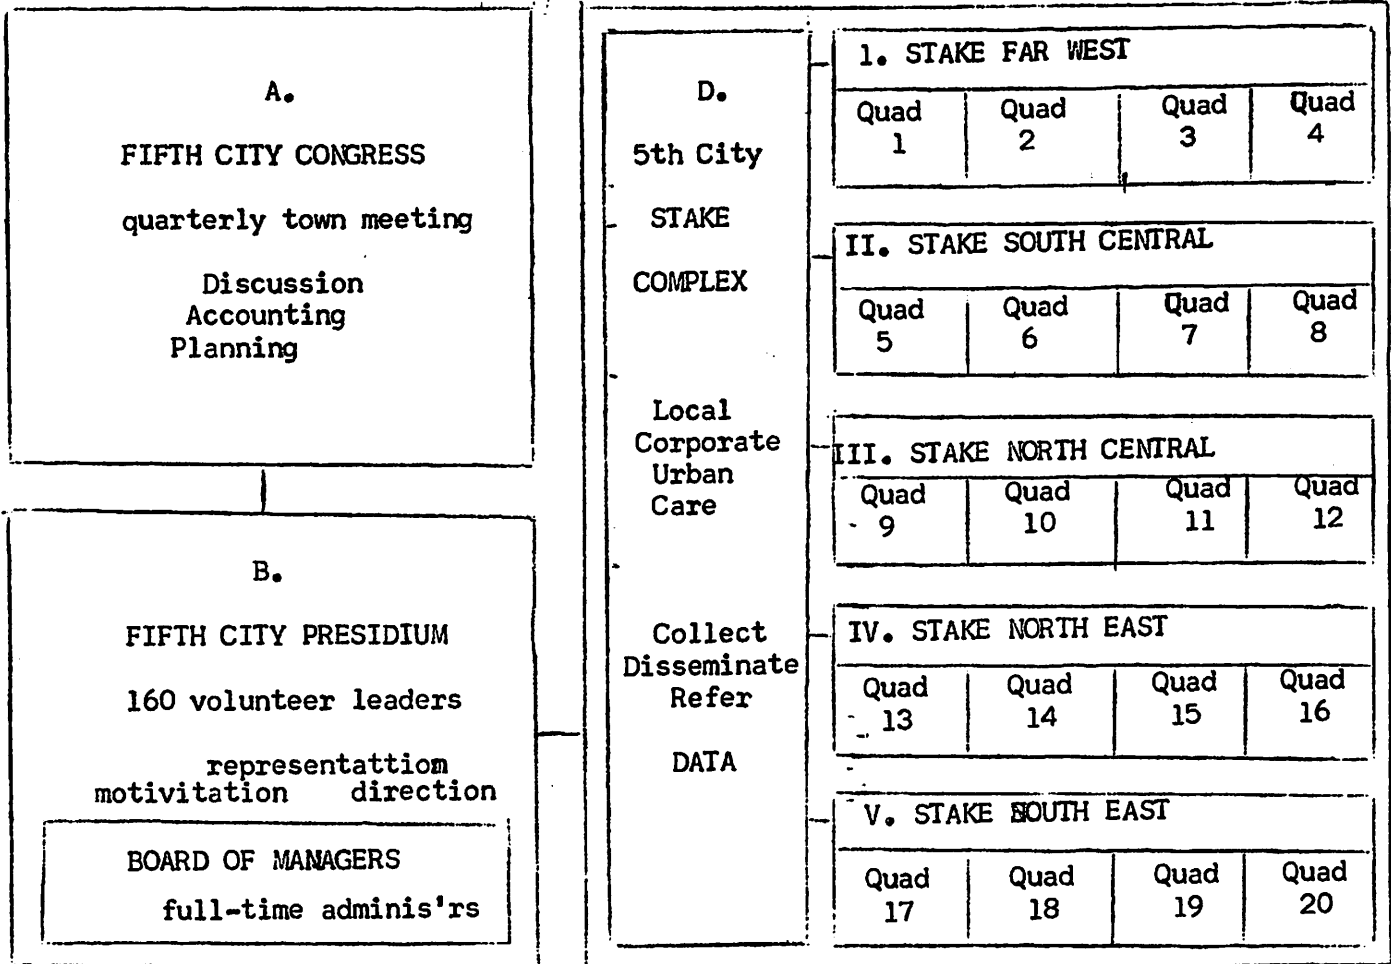 A.
FIFTH CITY CONGRESS
quarterly town meeting
Discussion
Accounting
Planning
B.
FIFTH CITY PRESIDIUM
160 volunteer leaders
representattiom
motivitation direction
BOARD OF MANAGERS
full-time adminis'rs
D.
5th City
STAKE
COMPLEX
Local
Corporate
Urban
Care
Collect
Disseminate
Refer
DATA
1. STAKE FAR WEST
Quad Quad Quad Quad
1 2 3 4
II. STAKE SOUTH CENTRAL
Quad Quad Quad Quad
5 6 7 8
III. STAKE NORTH CENTRAL
Quad Quad Quad Quad
9 10 11 12
IV. STAKE NORTH EAST
Quad Quad Quad Quad
13 14 15 16
V. STAKE SOUTH EAST
Quad Quad Quad Quad
17 18 19 20